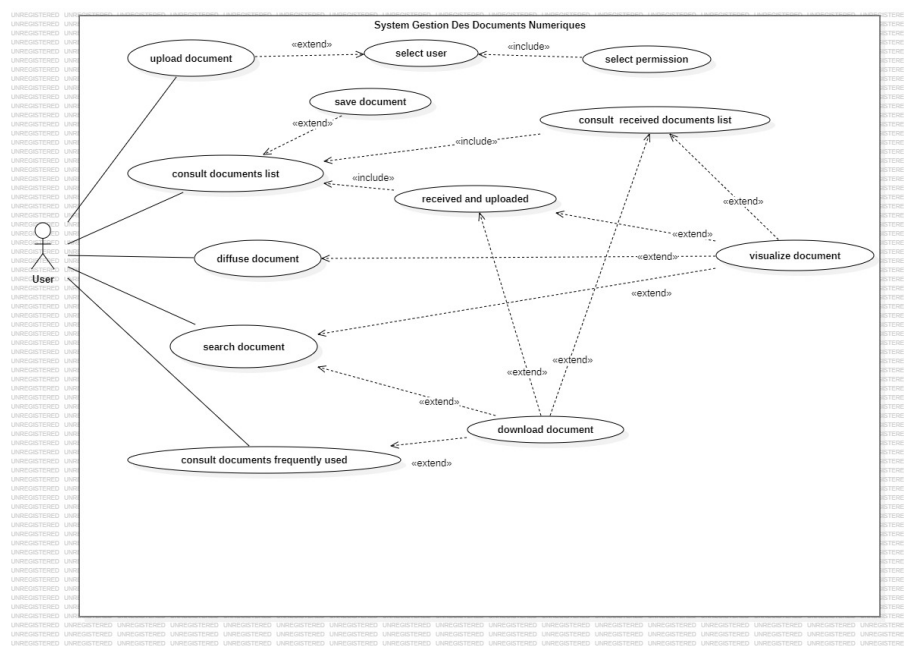 System Gestion Des Documents Numeriques
upload document
«extend»
select user
«include»
select permission
save document
«extend»
consult  received documents list
«include»
consult documents list
«include»
received and uploaded
«extend»
«extend»
User
diffuse document
«extend»
visualize document
«extend»
search document
«extend»
«extend»
«extend»
download document
consult documents frequently used
«extend»
UNREGISTERED